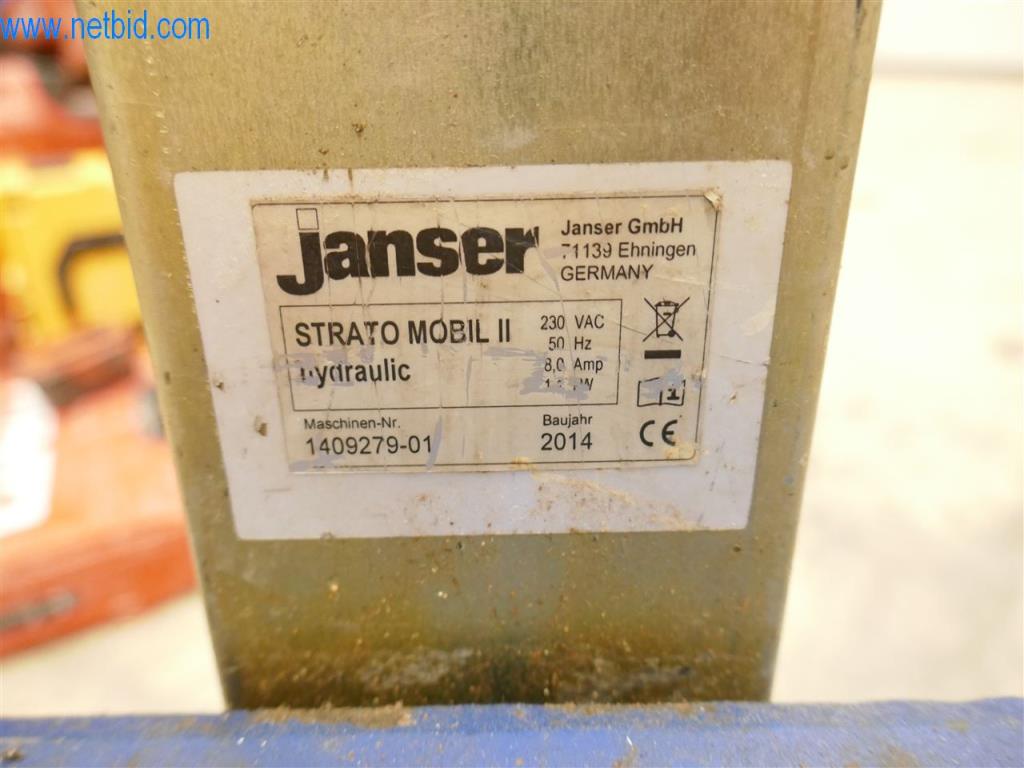 www.netbid.com
janser
Janser GmbH
71139 Ehningen
GERMANY
STRATO MOBIL II
hydraulic
230 VAC
50 Hz
8,0 Amp
Maschinen-Nr.
1409279-01
Baujahr
2014
CE